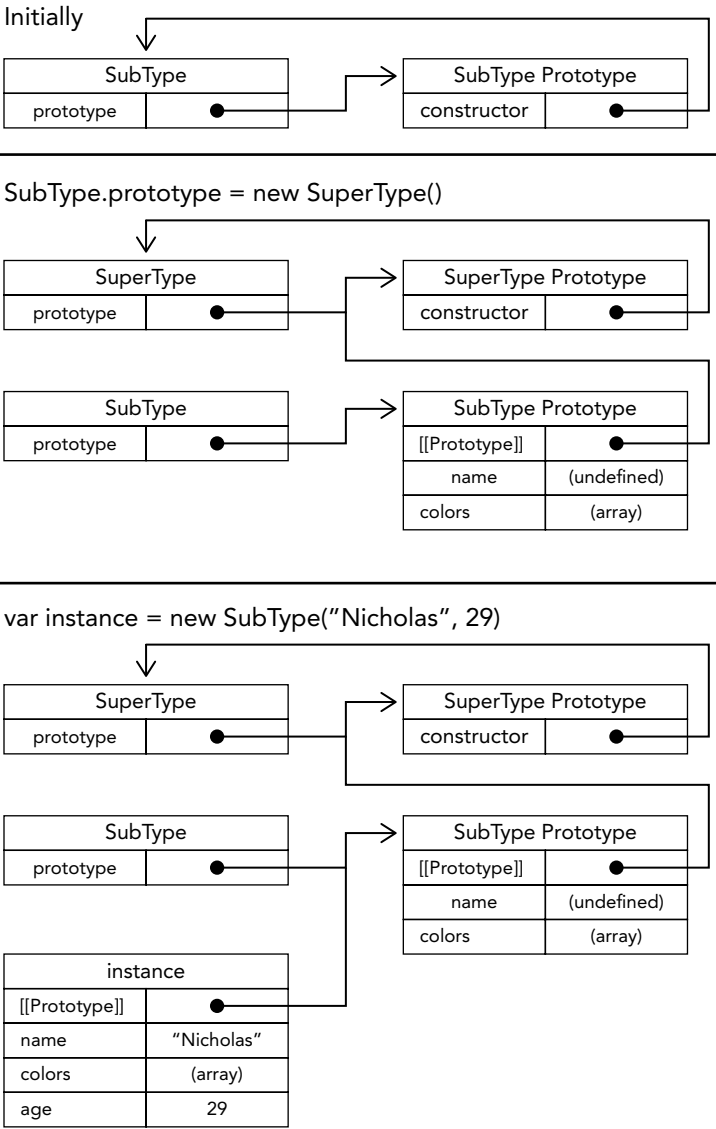 Initially
SubType SubType Prototype
prototype constructor
SubType.prototype = new SuperType()
SuperType SuperType Prototype
prototype constructor
SubType SubType Prototype
prototype [[Prototype]]
name (undefined)
colors (array)
var instance = new SubType(”Nicholas”, 29)
SuperType SuperType Prototype
prototype constructor
SubType SubType Prototype
prototype [[Prototype]]
name (undefined)
colors (array)
instance
[[Prototype]]
name ”Nicholas”
colors (array)
age 29